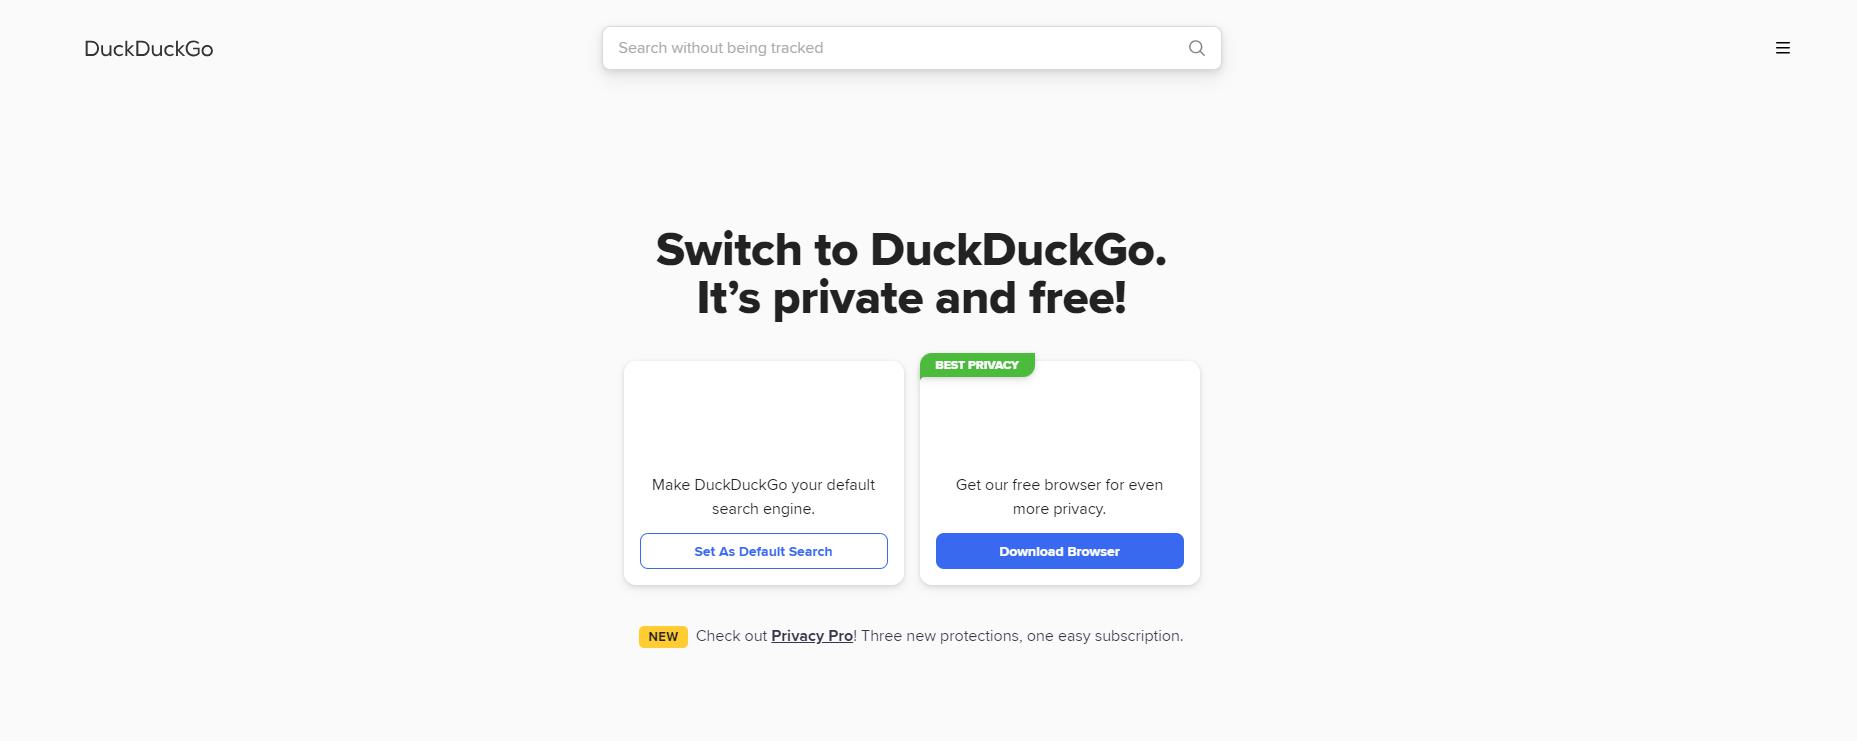 DuckDuckGo
Search without being tracked
Switch to DuckDuckGo.
It’s private and free!
Make DuckDuckGo your default
search engine.
Set As Default Search
BEST PRIVACY
Get our free browser for even
more privacy.
Download Browser
NEW Check out Privacy Pro! Three new protections, one easy subscription.